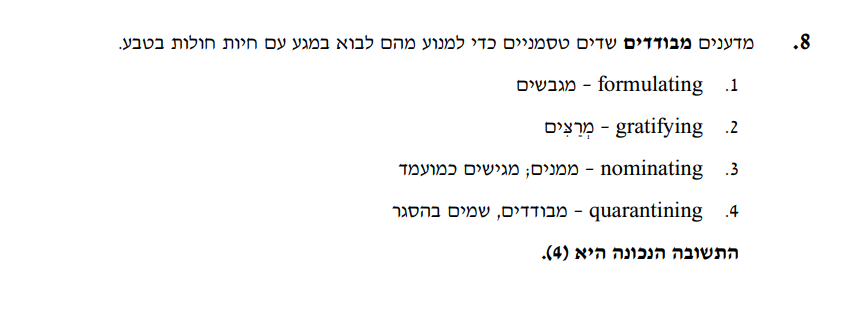 8. מדענים מבודדים שדים טסמניים כדי למנוע מהם לבוא במגע עם חיות חולות בטבע.
1. formulating – מגבשים
2. gratifying – מְרַצִּים
3. nominating – ממנים; מגישים כמועמד
4. quarantining – מבודדים, שמים בהסגר
התשובה הנכונה היא (4).